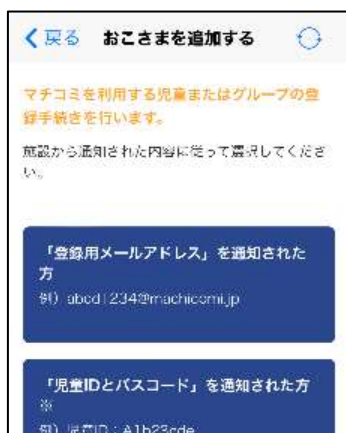 戻る おこさまを追加する
マチコミを利用する児童またはグループの登
録手続きを行います。
施設から通知された内容に従って選択してくださ
い。
「登録用メールアドレス」を通知された
方
例）abcd1234@machicomi.jp
「児童IDとパスコード」を通知された方
※
例）児童ID：A1b23cde